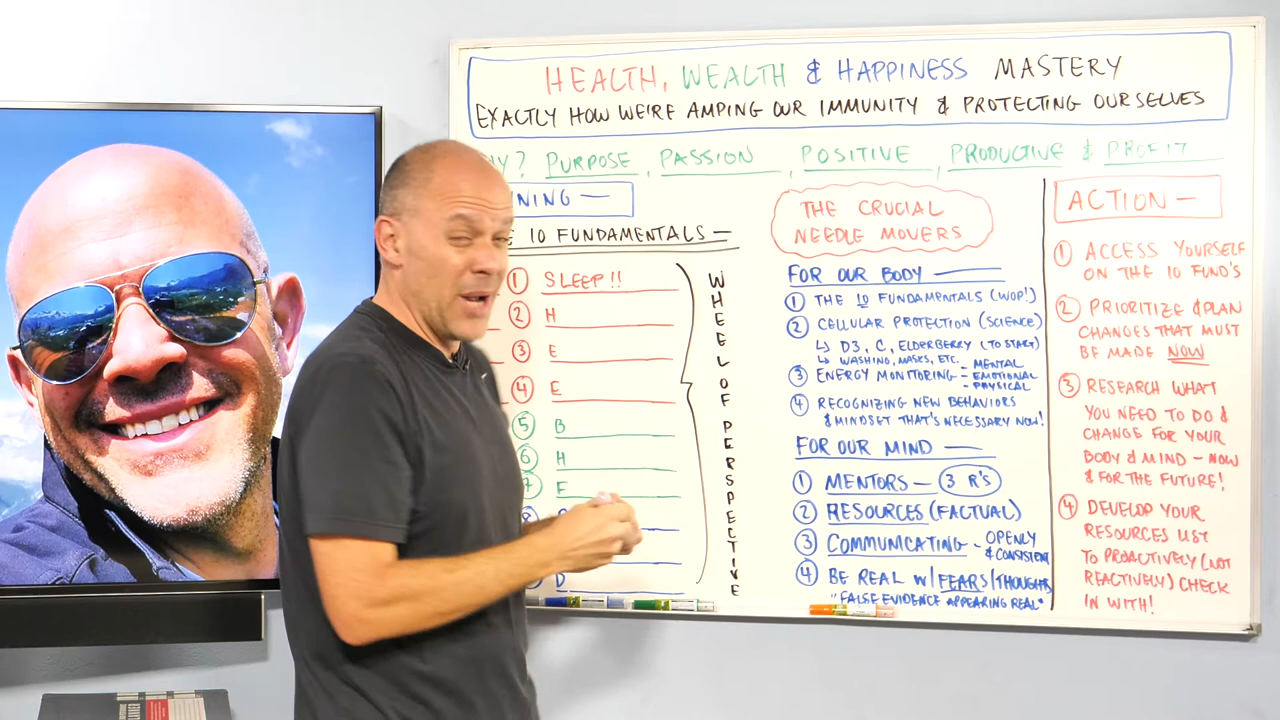 HEALTH, WEALTH & HAPPINESS MASTERY
EXACTLY HOW WE'RE AMPING OUR IMMUNITY & PROTECTING OURSELVES
? PURPOSE, PASSION, POSITIVE, PRODUCTIVE & PROFIT
NING —
10 FUNDAMENTALS —
1 SLEEP!!
2 H
3 E
4 E
5 B
6 H
7 E
8
D
WHEEL OF PERSPECTIVE
THE CRUCIAL
NEEDLE MOVERS
FOR OUR BODY —
1 THE 10 FUNDAMENTALS (WOP!)
2 CELLULAR PROTECTION (SCIENCE)
↳ D3, C, ELDERBERRY (TO START)
↳ WASHING, MASKS, ETC.
3 ENERGY MONITORING
- MENTAL
- EMOTIONAL
- PHYSICAL
4 RECOGNIZING NEW BEHAVIORS
& MINDSET THAT'S NECESSARY NOW!
FOR OUR MIND —
1 MENTORS — 3 R'S
2 RESOURCES (FACTUAL)
3 COMMUNICATING - OPENLY
& CONSISTENT
4 BE REAL W/ FEARS/THOUGHTS
"FALSE EVIDENCE APPEARING REAL"
ACTION —
1 ACCESS YOURSELF
ON THE 10 FUND'S
2 PRIORITIZE & PLAN
CHANGES THAT MUST
BE MADE NOW
3 RESEARCH WHAT
YOU NEED TO DO &
CHANGE FOR YOUR
BODY & MIND - NOW
& FOR THE FUTURE!
4 DEVELOP YOUR
RESOURCES LIST
TO PROACTIVELY (NOT
REACTIVELY) CHECK
IN WITH!